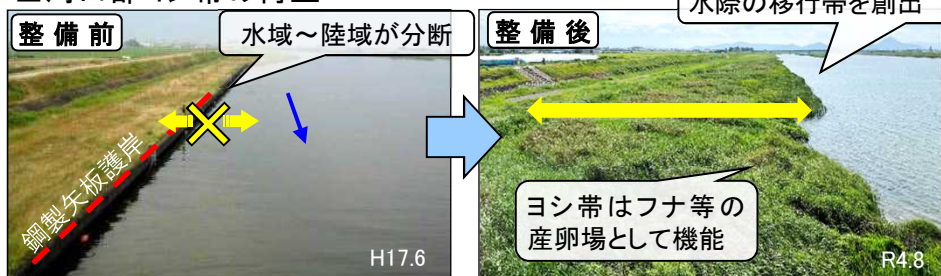 整備前
水域～陸域が分断
鋼製矢板護岸
H17.6
整備後
水際の移行帯を創出
ヨシ帯はフナ等の
産卵場として機能
R4.8